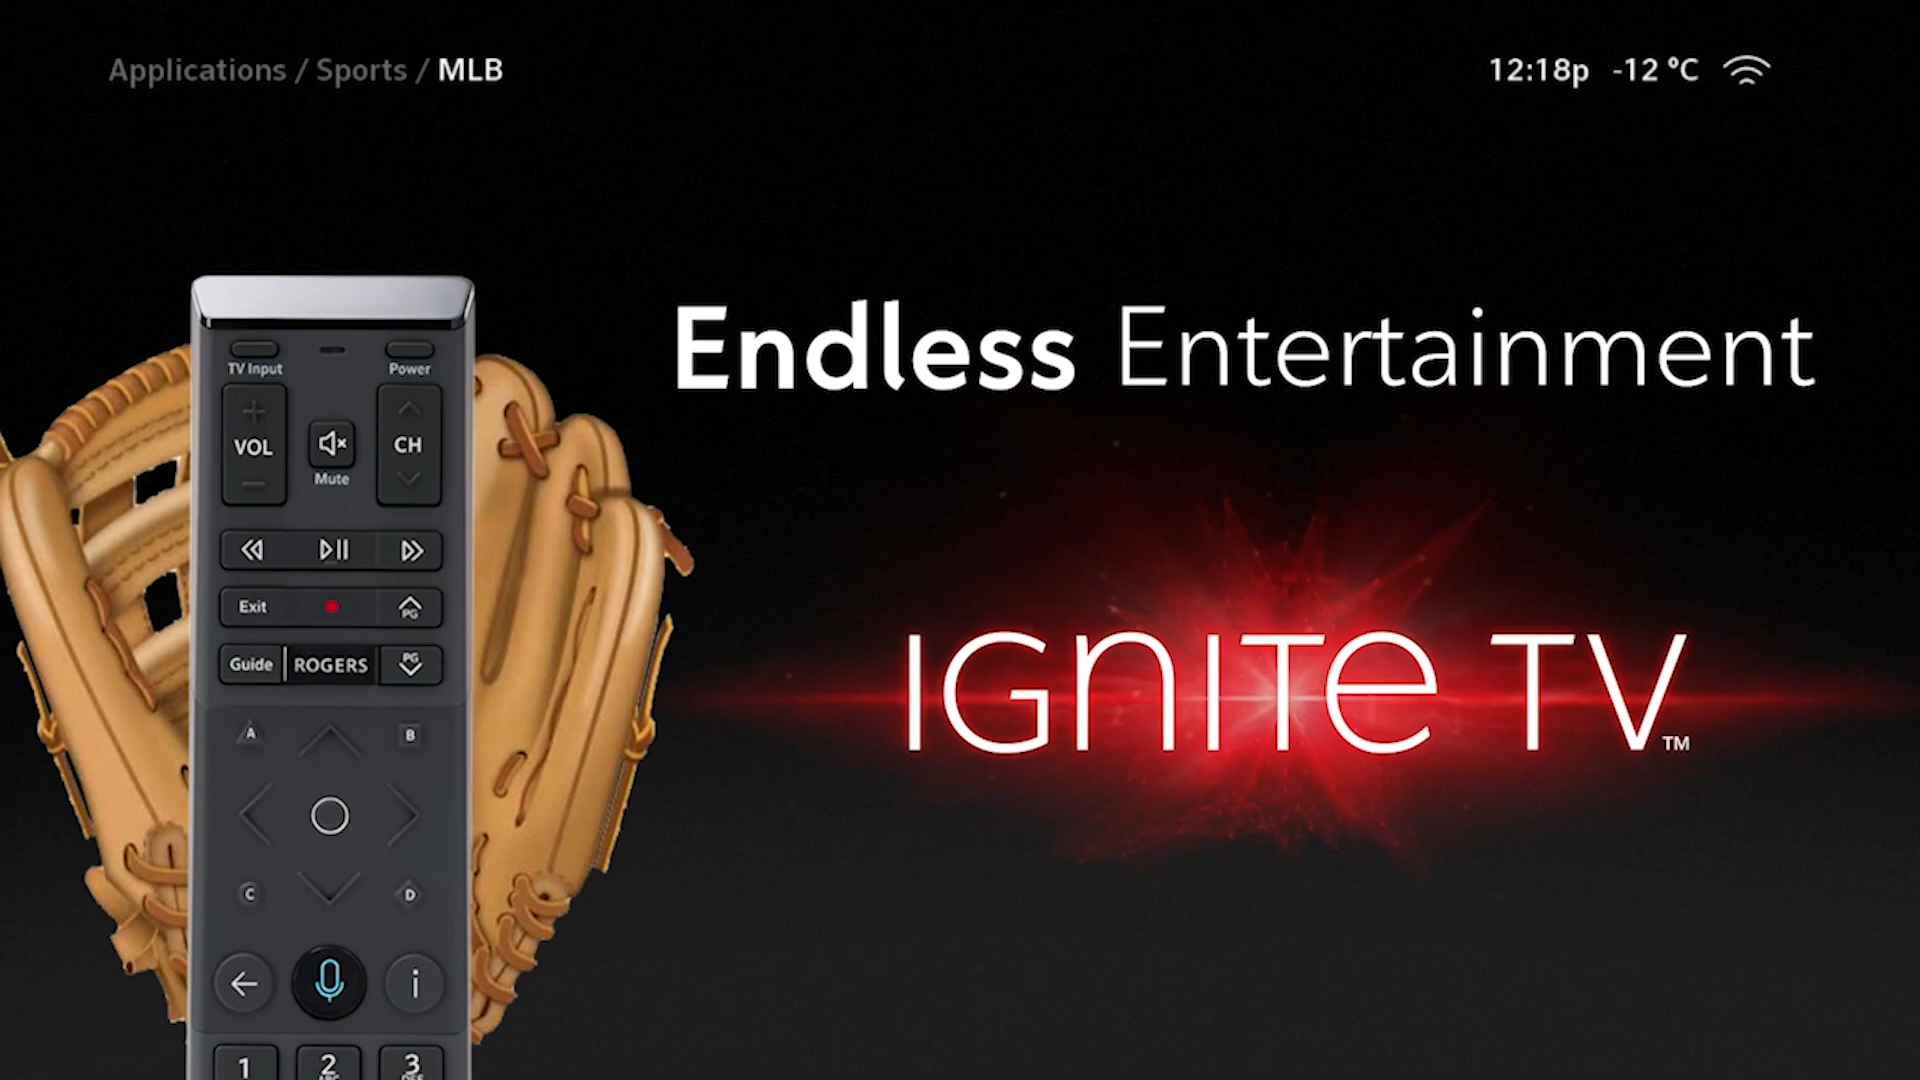 Applications / Sports / MLB
12:18p -12 °C
Endless Entertainment
IGNITE TV™
TV Input
Power
+
VOL
−
Mute
CH
Exit
PG
Guide
ROGERS
PG
A
B
C
D
i
1
2
3